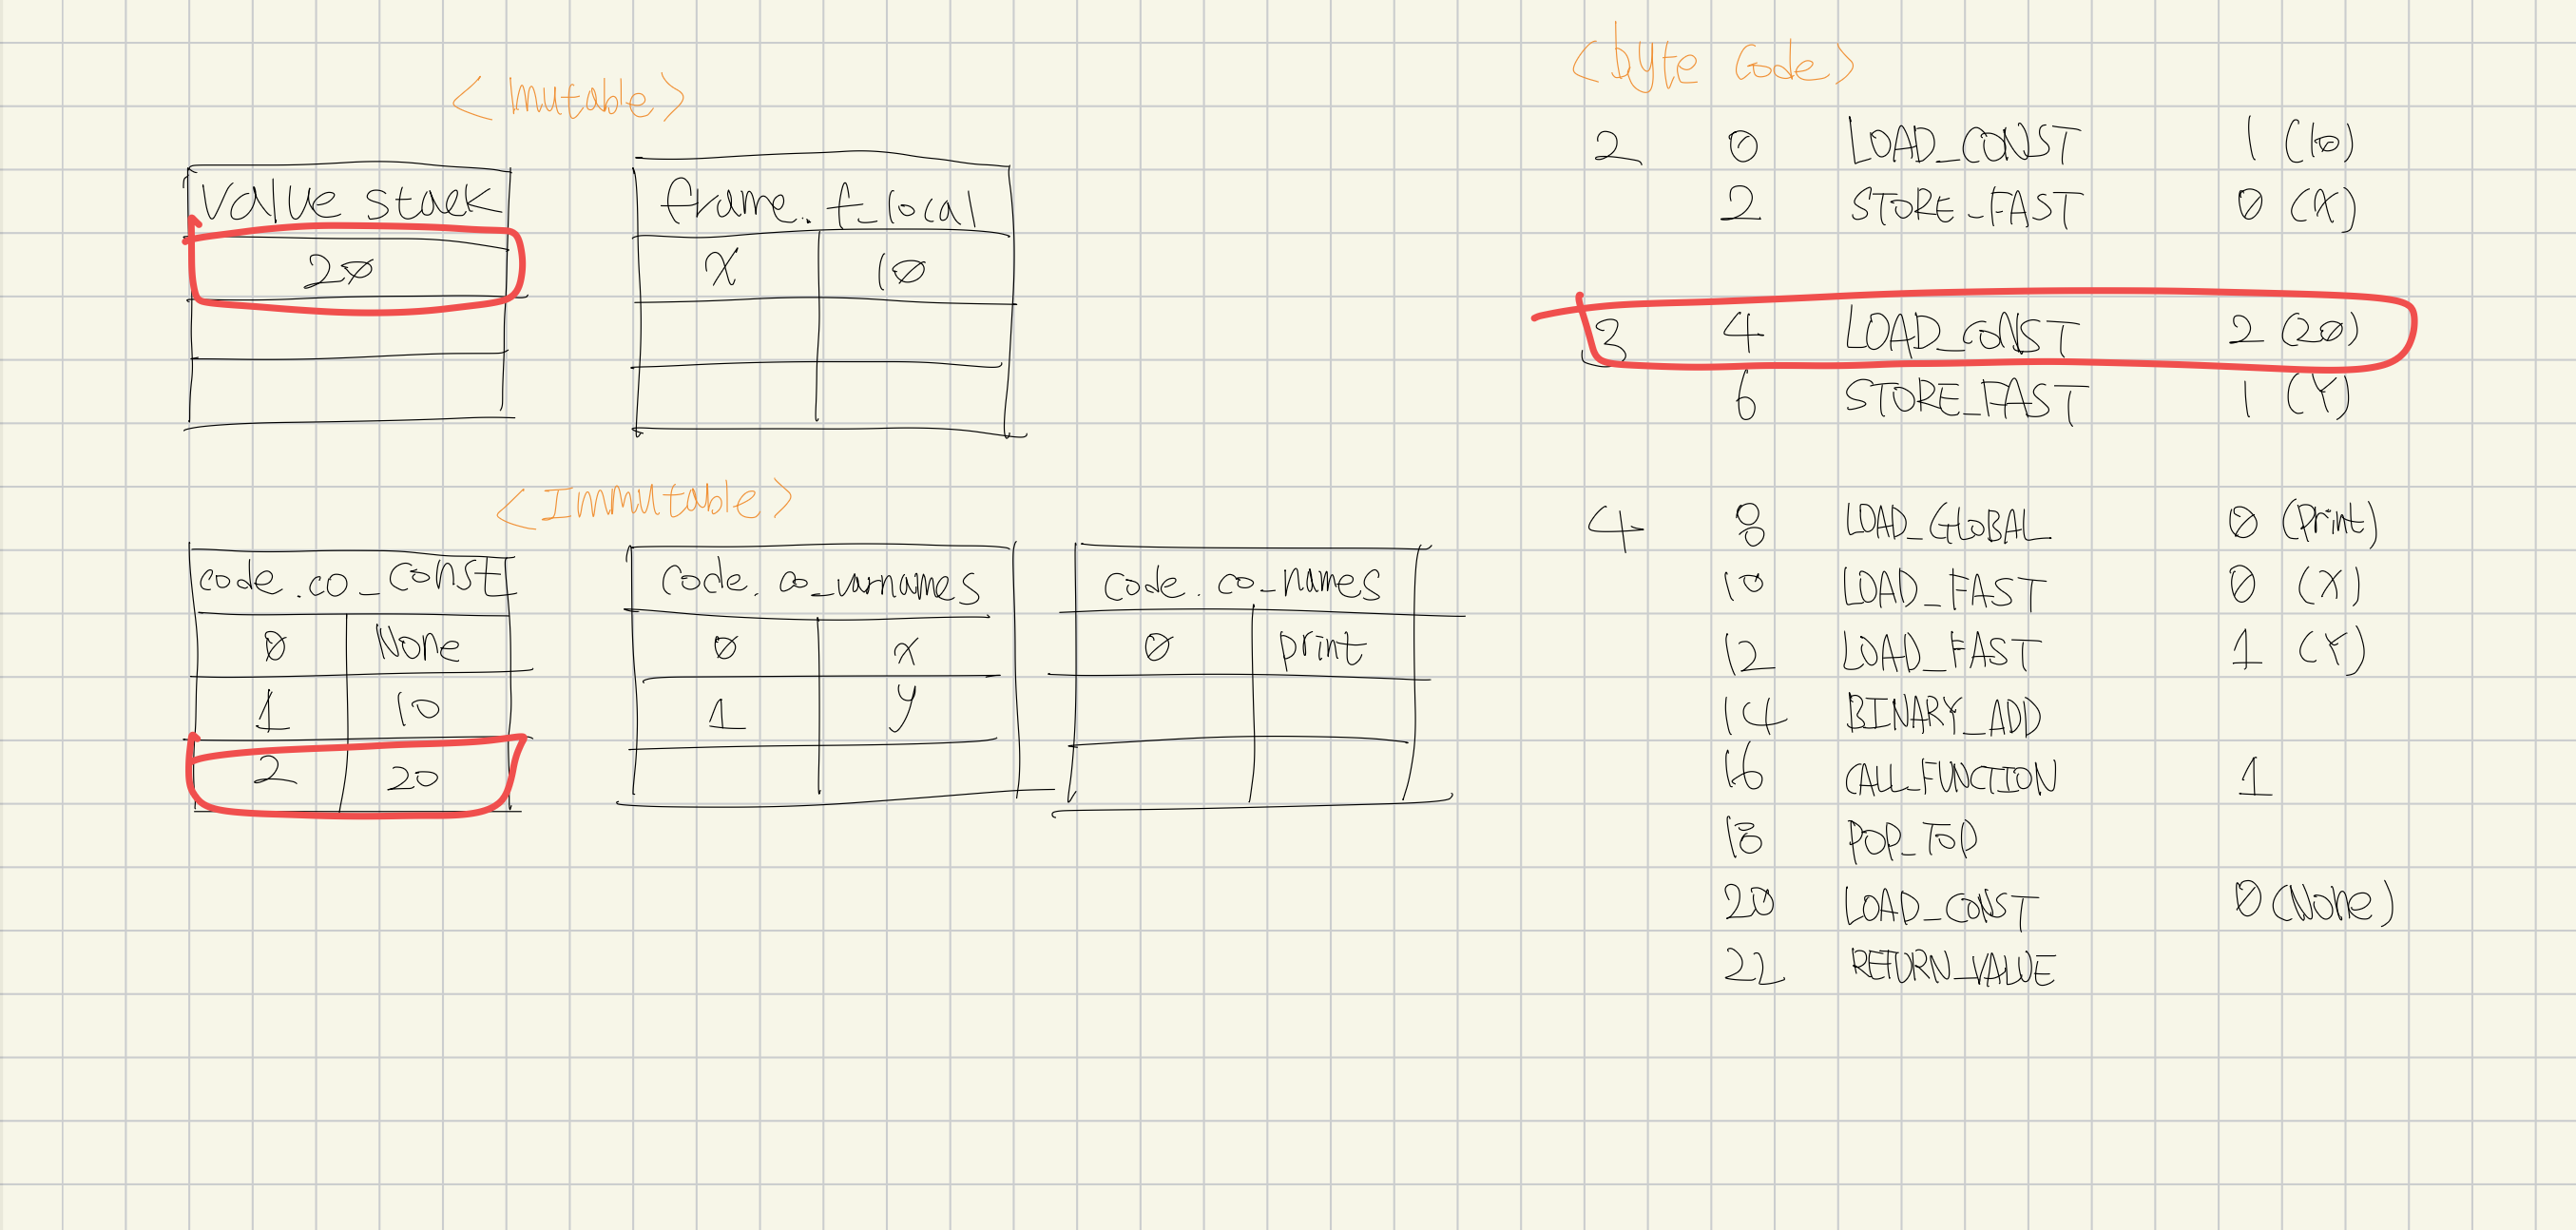 <Mutable>
value stack
20
frame.f_local
x 10
<Immutable>
code.co_const
0 None
1 10
2 20
code.co_varnames
0 x
1 y
code.co_names
0 print
<byte Code>
2 0 LOAD_CONST 1 (10)
2 STORE_FAST 0 (X)
3 4 LOAD_CONST 2 (20)
6 STORE_FAST 1 (Y)
4 8 LOAD_GLOBAL 0 (print)
10 LOAD_FAST 0 (X)
12 LOAD_FAST 1 (Y)
14 BINARY_ADD
16 CALL_FUNCTION 1
18 POP_TOP
20 LOAD_CONST 0 (None)
22 RETURN_VALUE